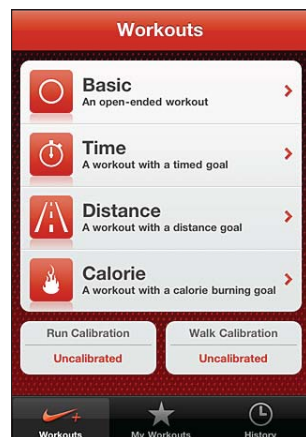 Workouts
Basic
An open-ended workout
Time
A workout with a timed goal
Distance
A workout with a distance goal
Calorie
A workout with a calorie burning goal
Run Calibration
Uncalibrated
Walk Calibration
Uncalibrated
Workouts
My Workouts
History